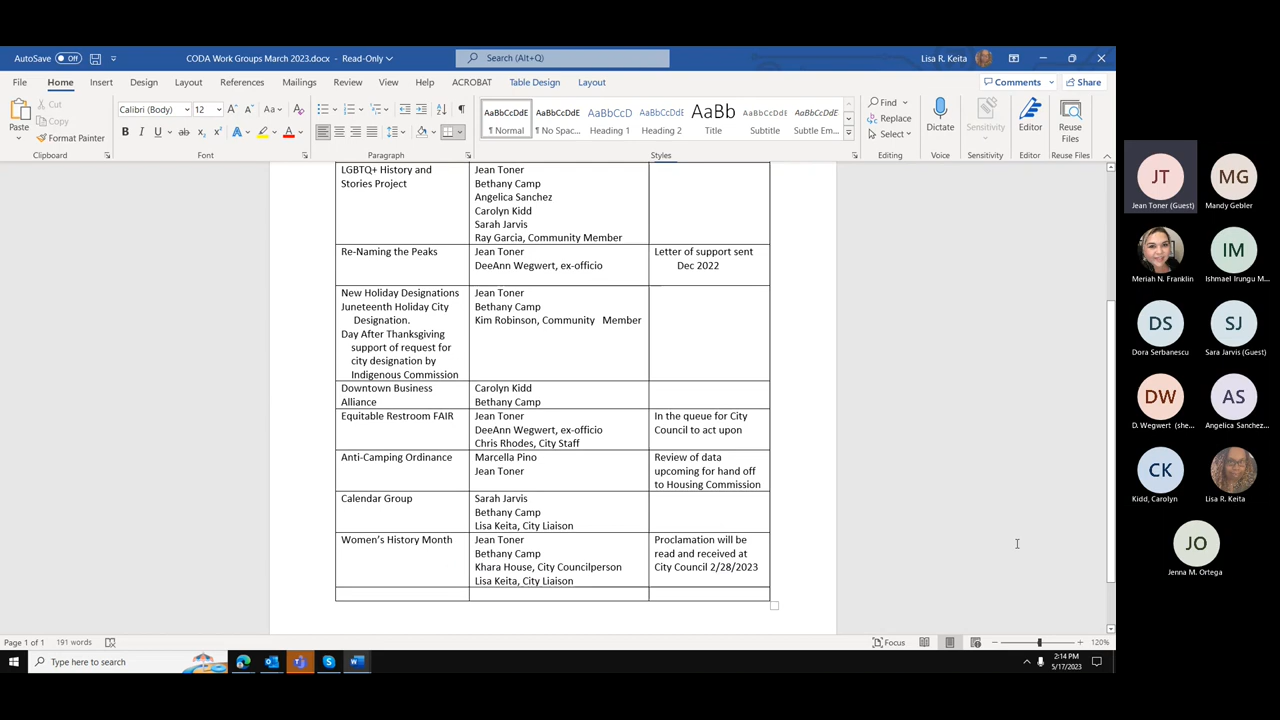 AutoSave Off
CODA Work Groups March 2023.docx - Read-Only
Search (Alt+Q)
Lisa R. Keita
File Home Insert Draw Design Layout References Mailings Review View Help ACROBAT Table Design Layout
Comments Share
Paste
Cut
Copy
Format Painter
Clipboard
Calibri (Body) 12
Font
Paragraph
AaBbCcDdE AaBbCcDdE AaBbCcD AaBbCcDdE AaBb AaBbCcDdE AaBbCcDdE
¶ Normal ¶ No Spac... Heading 1 Heading 2 Title Subtitle Subtle Em...
Styles
Find
Replace
Select
Editing
Dictate
Voice
Sensitivity
Sensitivity
Editor
Editor
Reuse
Files
Reuse Files
LGBTQ+ History and
Stories Project
Jean Toner
Bethany Camp
Angelica Sanchez
Carolyn Kidd
Sarah Jarvis
Ray Garcia, Community Member
Re-Naming the Peaks
Jean Toner
DeeAnn Wegwert, ex-officio
Letter of support sent
Dec 2022
New Holiday Designations
Juneteenth Holiday City
Designation.
Day After Thanksgiving
support of request for
city designation by
Indigenous Commission
Jean Toner
Bethany Camp
Kim Robinson, Community Member
Downtown Business
Alliance
Carolyn Kidd
Bethany Camp
Equitable Restroom FAIR
Jean Toner
DeeAnn Wegwert, ex-officio
Chris Rhodes, City Staff
In the queue for City
Council to act upon
Anti-Camping Ordinance
Marcella Pino
Jean Toner
Review of data
upcoming for hand off
to Housing Commission
Calendar Group
Sarah Jarvis
Bethany Camp
Lisa Keita, City Liaison
Women's History Month
Jean Toner
Bethany Camp
Khara House, City Councilperson
Lisa Keita, City Liaison
Proclamation will be
read and received at
City Council 2/28/2023
Page 1 of 1 191 words
Focus
120%
Type here to search
2:14 PM
5/17/2023
JT
Jean Toner (Guest)
MG
Mandy Gebler
Meriah N. Franklin
IM
Ishmael Irungu M...
DS
Dora Serbanescu
SJ
Sara Jarvis (Guest)
DW
D. Wegwert (she...
AS
Angelica Sanchez...
CK
Kidd, Carolyn
Lisa R. Keita
JO
Jenna M. Ortega